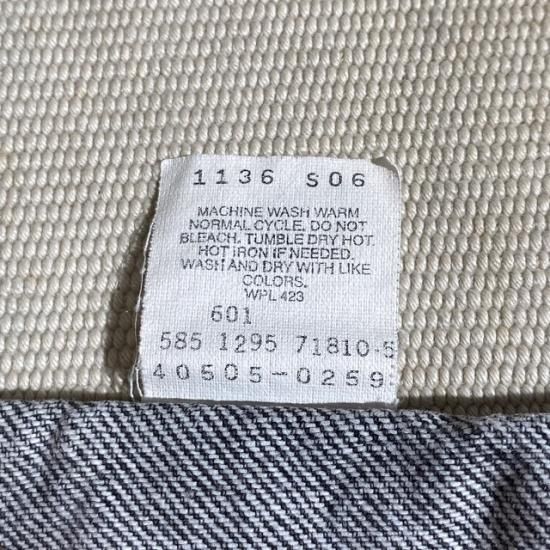 1136 S06
MACHINE WASH WARM
NORMAL CYCLE. DO NOT
BLEACH. TUMBLE DRY HOT.
HOT IRON IF NEEDED.
WASH AND DRY WITH LIKE
COLORS.
WPL 423
601
585 1295 71810-5
40505-0259